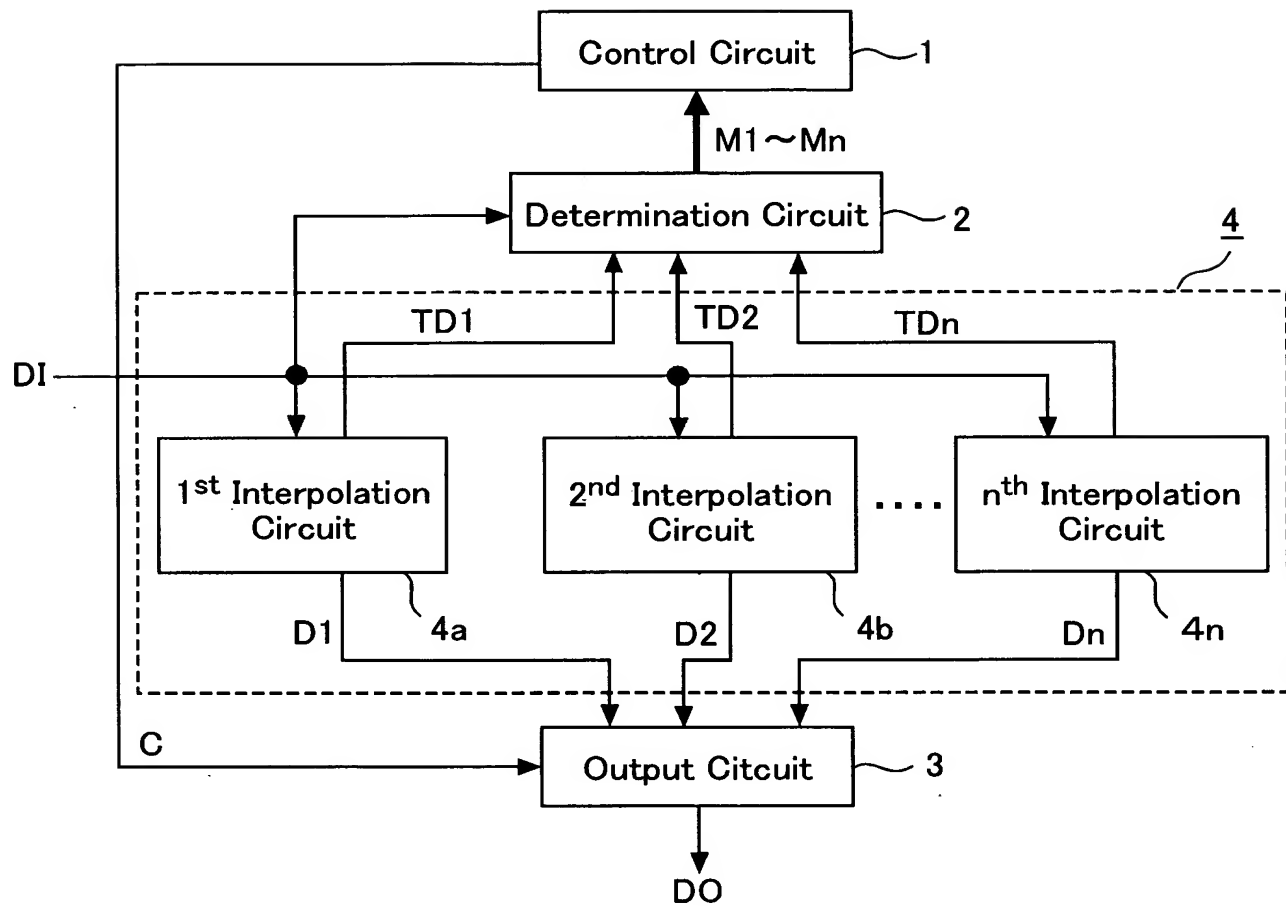 Control Circuit
1
M1~Mn
Determination Circuit
2
4
TD1
TD2
TDn
DI
1st Interpolation
Circuit
2nd Interpolation
Circuit
....
nth Interpolation
Circuit
4a
4b
4n
D1
D2
Dn
C
Output Citcuit
3
DO